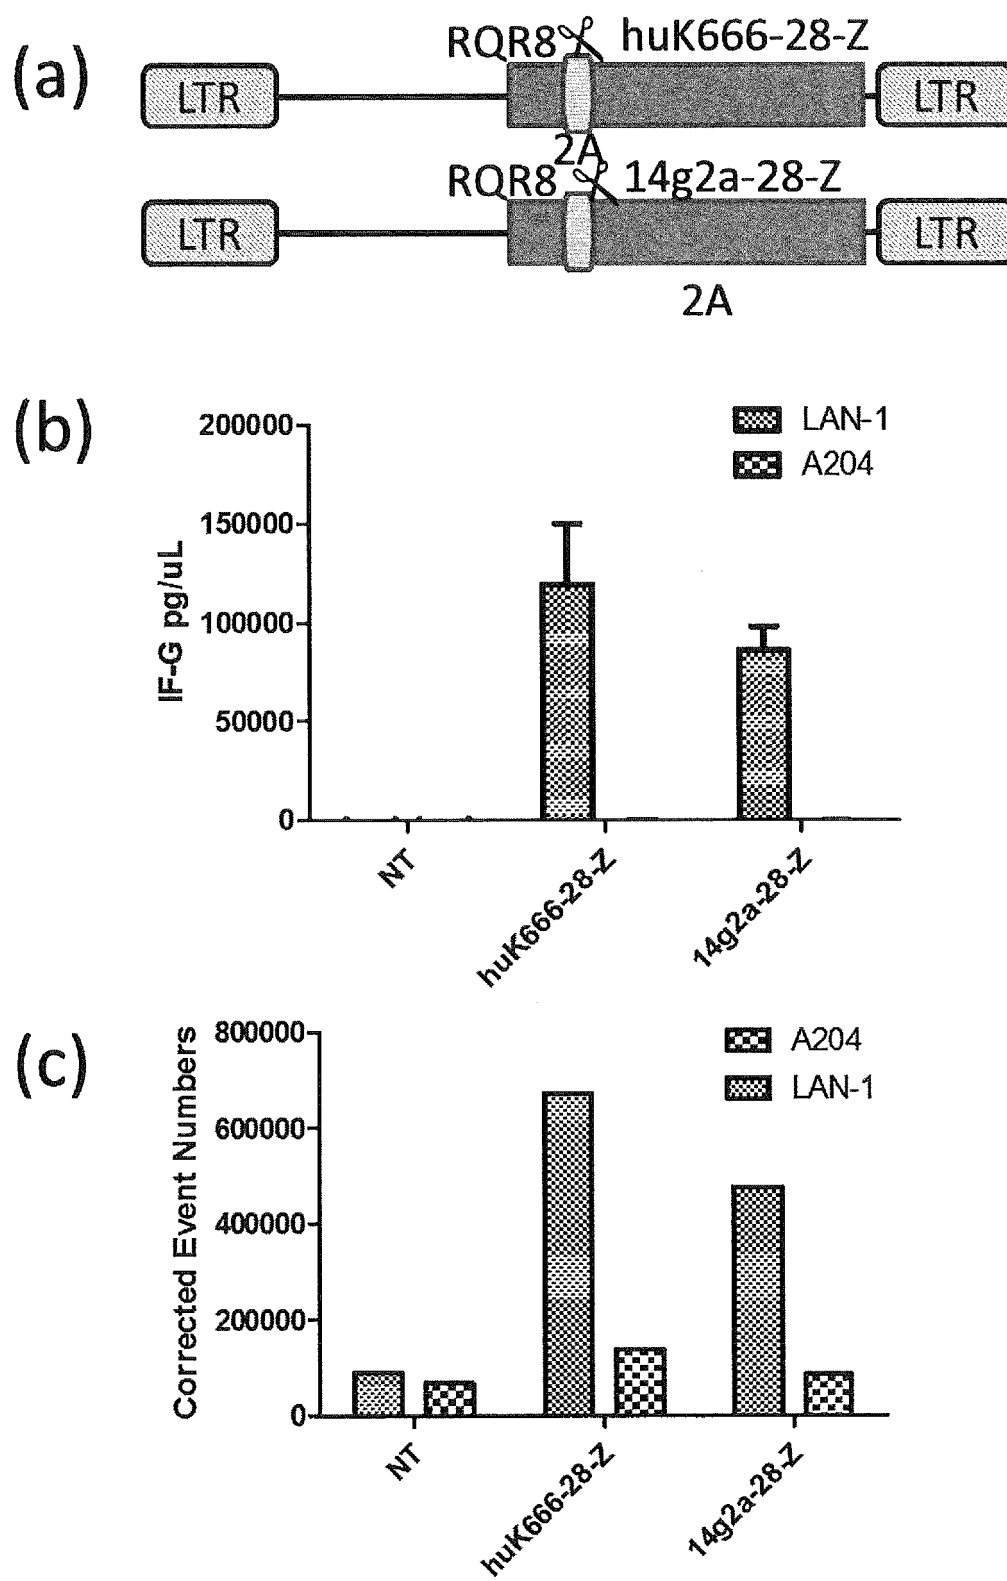 (a)
RQR8 huK666-28-Z
LTR LTR
2A
RQR8 14g2a-28-Z
LTR LTR
2A
(b)
LAN-1
A204
IF-G pg/uL
200000
150000
100000
50000
0
NT
huK666-28-Z
14g2a-28-Z
(c)
A204
LAN-1
Corrected Event Numbers
800000
600000
400000
200000
0
NT
huK666-28-Z
14g2a-28-Z